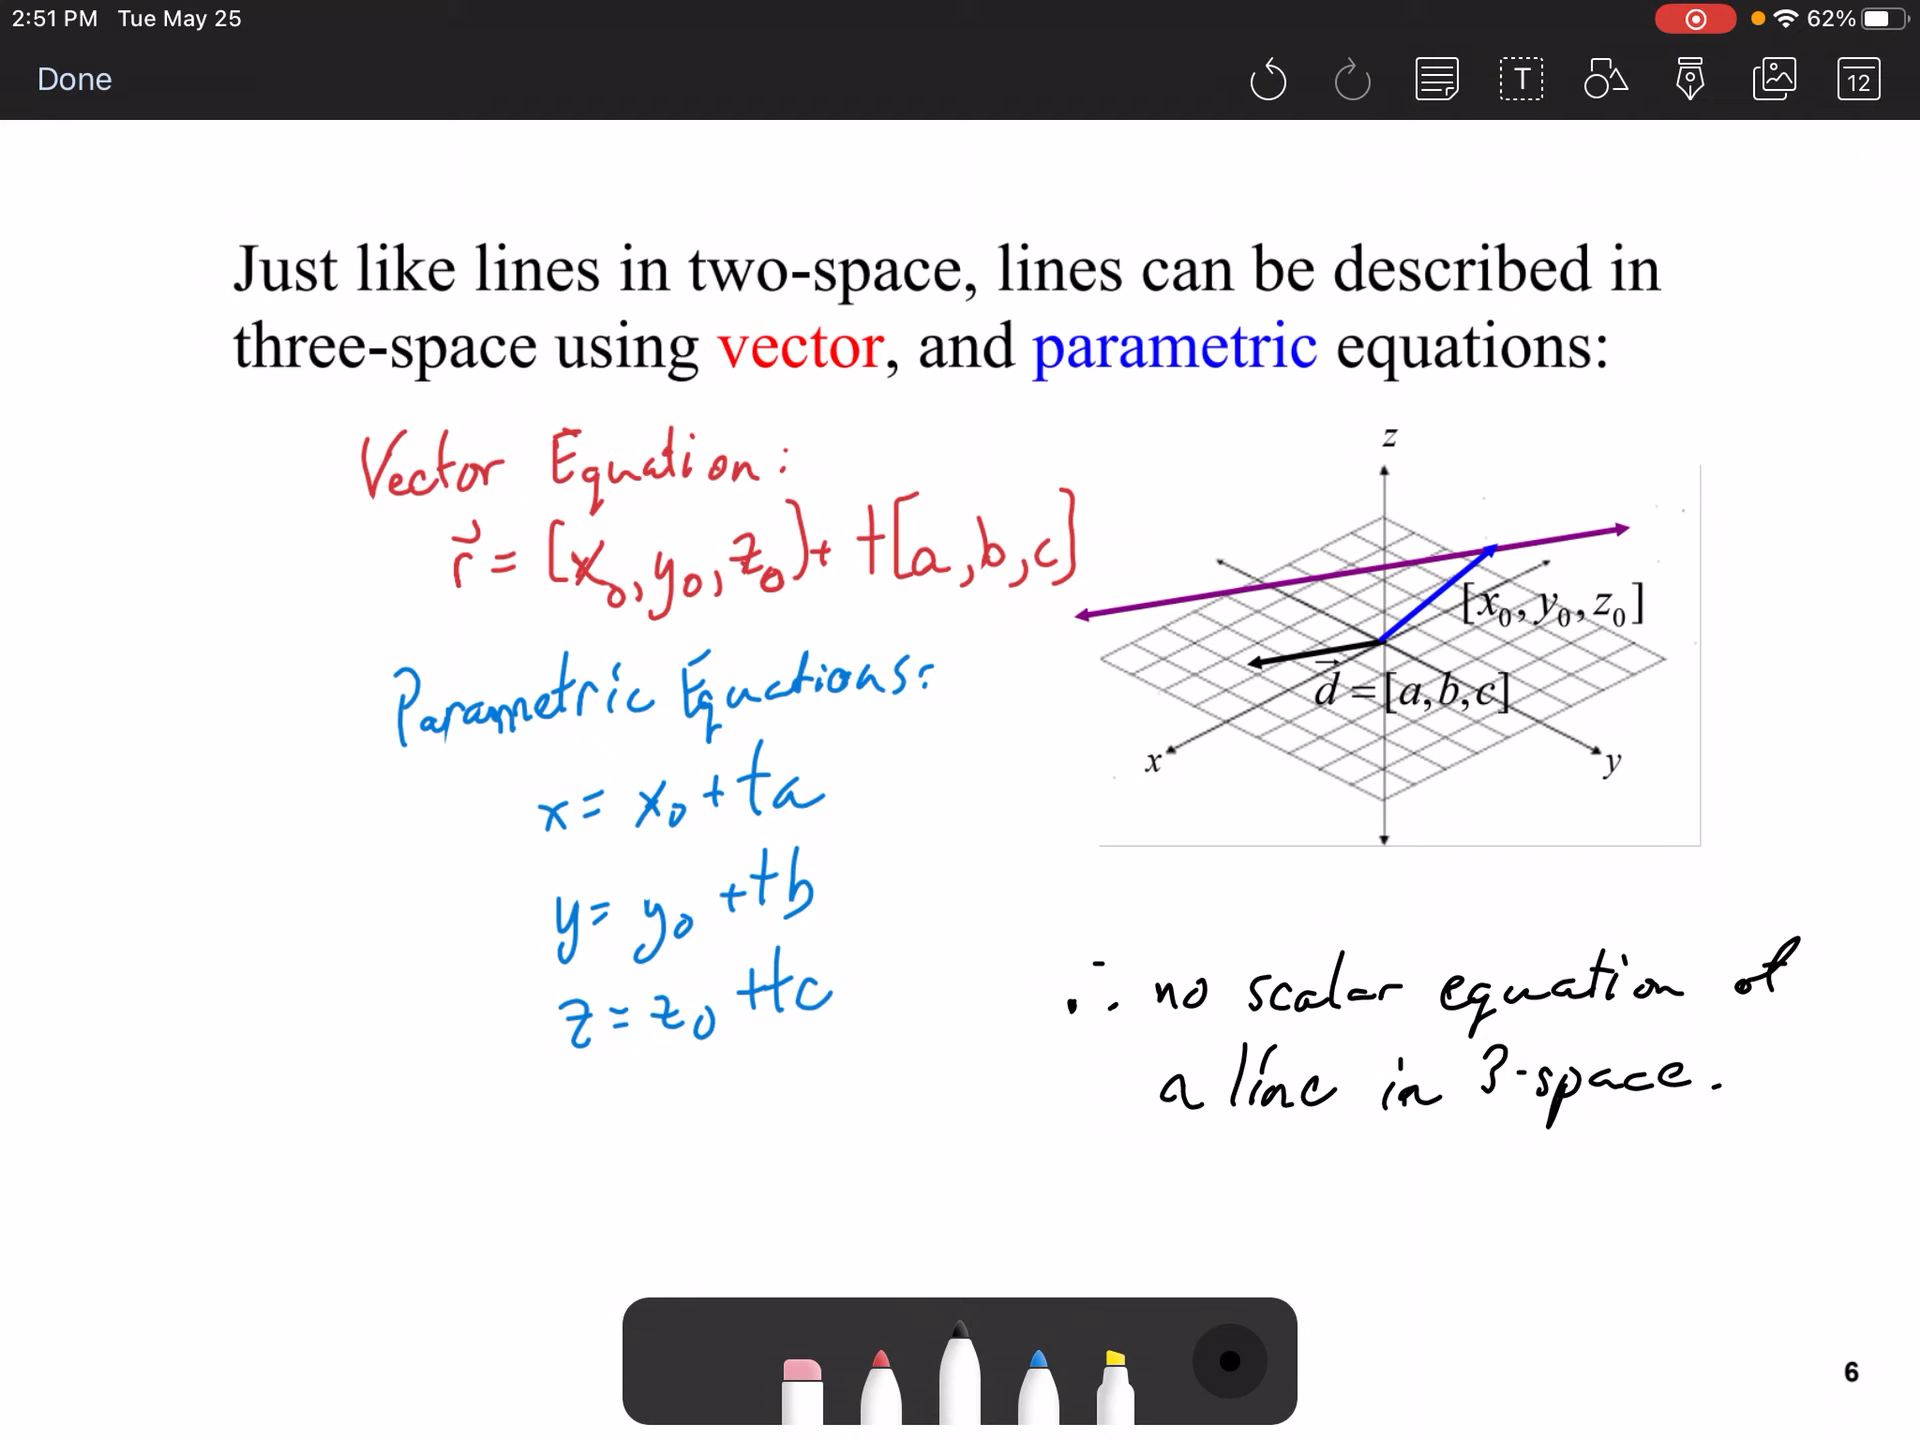 2:51 PM Tue May 25
62%
Done
T
12
Just like lines in two-space, lines can be described in
three-space using vector, and parametric equations:
Vector Equation:
r⃗ = [x₀, y₀, z₀] + t[a, b, c]
Parametric Equations:
x = x₀ + ta
y = y₀ + tb
z = z₀ + tc
z
[x₀, y₀, z₀]
d⃗ = [a, b, c]
x
y
∴ no scalar equation of
a line in 3-space.
6